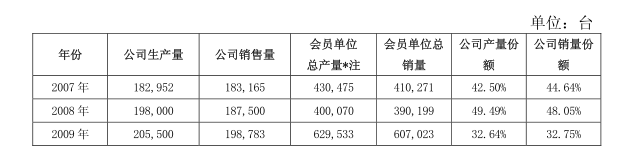 单位：台
年份 公司生产量 公司销售量 会员单位总产量*注 会员单位总销量 公司产量份额 公司销量份额
2007 年 182,952 183,165 430,475 410,271 42.50% 44.64%
2008 年 198,000 187,500 400,070 390,199 49.49% 48.05%
2009 年 205,500 198,783 629,533 607,023 32.64% 32.75%